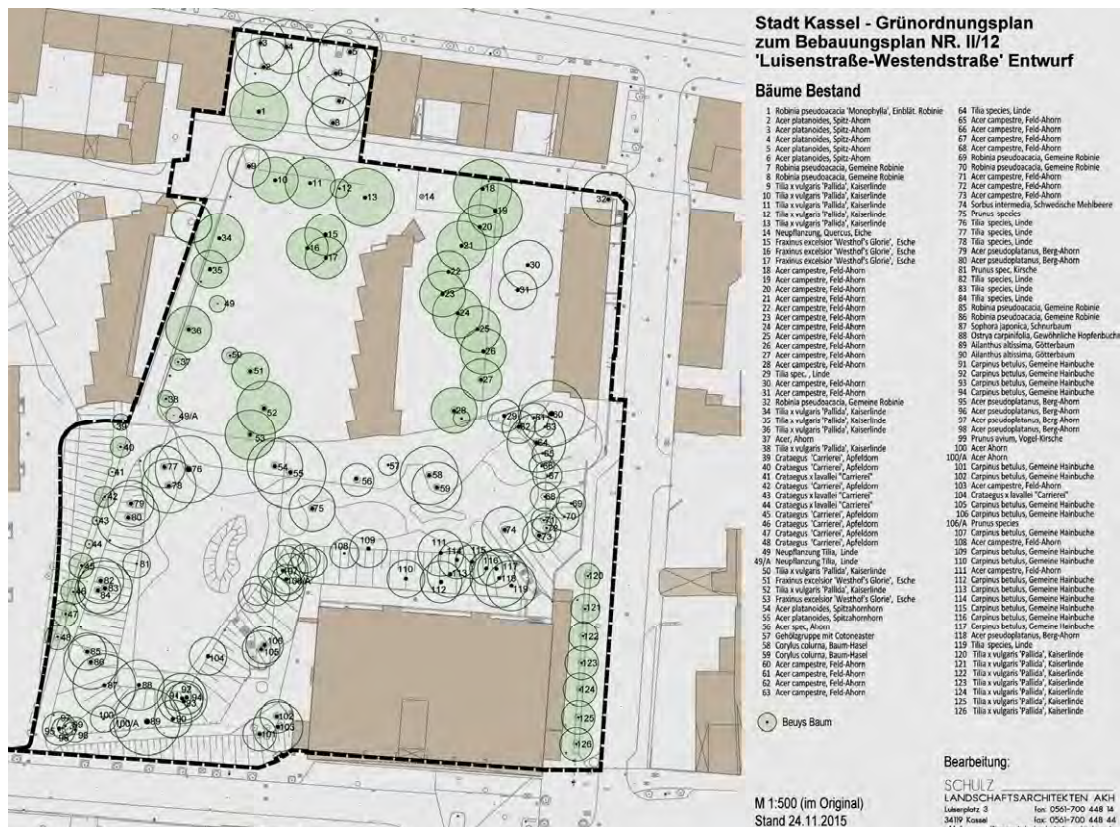 Stadt Kassel - Grünordnungsplan
zum Bebauungsplan NR. II/12
'Luisenstraße-Westendstraße' Entwurf
Bäume Bestand
1 Robinia pseudoacacia 'Monophylla', Einblät. Robinie
2 Acer platanoides, Spitz-Ahorn
3 Acer platanoides, Spitz-Ahorn
4 Acer platanoides, Spitz-Ahorn
5 Acer platanoides, Spitz-Ahorn
6 Acer platanoides, Spitz-Ahorn
7 Robinia pseudoacacia, Gemeine Robinie
8 Robinia pseudoacacia, Gemeine Robinie
9 Tilia x vulgaris 'Pallida', Kaiserlinde
10 Tilia x vulgaris 'Pallida', Kaiserlinde
11 Tilia x vulgaris 'Pallida', Kaiserlinde
12 Tilia x vulgaris 'Pallida', Kaiserlinde
13 Tilia x vulgaris 'Pallida', Kaiserlinde
14 Neupflanzung, Quercus, Eiche
15 Fraxinus excelsior 'Westhof's Glorie', Esche
16 Fraxinus excelsior 'Westhof's Glorie', Esche
17 Fraxinus excelsior 'Westhof's Glorie', Esche
18 Acer campestre, Feld-Ahorn
19 Acer campestre, Feld-Ahorn
20 Acer campestre, Feld-Ahorn
21 Acer campestre, Feld-Ahorn
22 Acer campestre, Feld-Ahorn
23 Acer campestre, Feld-Ahorn
24 Acer campestre, Feld-Ahorn
25 Acer campestre, Feld-Ahorn
26 Acer campestre, Feld-Ahorn
27 Acer campestre, Feld-Ahorn
28 Acer campestre, Feld-Ahorn
29 Tilia spec. , Linde
30 Acer campestre, Feld-Ahorn
31 Acer campestre, Feld-Ahorn
32 Robinia pseudoacacia, Gemeine Robinie
34 Tilia x vulgaris 'Pallida', Kaiserlinde
35 Tilia x vulgaris 'Pallida', Kaiserlinde
36 Tilia x vulgaris 'Pallida', Kaiserlinde
37 Acer, Ahorn
38 Tilia x vulgaris 'Pallida', Kaiserlinde
39 Crataegus 'Carrierei', Apfeldorn
40 Crataegus 'Carrierei', Apfeldorn
41 Crataegus x lavallei "Carrierei"
42 Crataegus 'Carrierei', Apfeldorn
43 Crataegus x lavallei "Carrierei"
44 Crataegus x lavallei "Carrierei"
45 Crataegus 'Carrierei', Apfeldorn
46 Crataegus 'Carrierei', Apfeldorn
47 Crataegus 'Carrierei', Apfeldorn
48 Crataegus 'Carrierei', Apfeldorn
49 Neupflanzung Tilia, Linde
49/A Neupflanzung Tilia, Linde
50 Tilia x vulgaris 'Pallida', Kaiserlinde
51 Fraxinus excelsior 'Westhof's Glorie', Esche
52 Tilia x vulgaris 'Pallida', Kaiserlinde
53 Fraxinus excelsior 'Westhof's Glorie', Esche
54 Acer platanoides, Spitzahornhorn
55 Acer platanoides, Spitzahornhorn
56 Acer spec, Ahorn
57 Gehölzgruppe mit Cotoneaster
58 Corylus colurna, Baum-Hasel
59 Corylus colurna, Baum-Hasel
60 Acer campestre, Feld-Ahorn
61 Acer campestre, Feld-Ahorn
62 Acer campestre, Feld-Ahorn
63 Acer campestre, Feld-Ahorn
64 Tilia species, Linde
65 Acer campestre, Feld-Ahorn
66 Acer campestre, Feld-Ahorn
67 Acer campestre, Feld-Ahorn
68 Acer campestre, Feld-Ahorn
69 Robinia pseudoacacia, Gemeine Robinie
70 Robinia pseudoacacia, Gemeine Robinie
71 Acer campestre, Feld-Ahorn
72 Acer campestre, Feld-Ahorn
73 Acer campestre, Feld-Ahorn
74 Sorbus intermedia, Schwedische Mehlbeere
75 Prunus species
76 Tilia species, Linde
77 Tilia species, Linde
78 Tilia species, Linde
79 Acer pseudoplatanus, Berg-Ahorn
80 Acer pseudoplatanus, Berg-Ahorn
81 Prunus spec, Kirsche
82 Tilia species, Linde
83 Tilia species, Linde
84 Tilia species, Linde
85 Robinia pseudoacacia, Gemeine Robinie
86 Robinia pseudoacacia, Gemeine Robinie
87 Sophora japonica, Schnurbaum
88 Ostrya carpinifolia, Gewöhnliche Hopfenbuche
89 Ailanthus altissima, Götterbaum
90 Ailanthus altissima, Götterbaum
91 Carpinus betulus, Gemeine Hainbuche
92 Carpinus betulus, Gemeine Hainbuche
93 Carpinus betulus, Gemeine Hainbuche
94 Carpinus betulus, Gemeine Hainbuche
95 Acer pseudoplatanus, Berg-Ahorn
96 Acer pseudoplatanus, Berg-Ahorn
97 Acer pseudoplatanus, Berg Ahorn
98 Acer pseudoplatanus, Berg-Ahorn
99 Prunus avium, Vogel-Kirsche
100 Acer Ahorn
100/A Acer Ahorn
101 Carpinus betulus, Gemeine Hainbuche
102 Carpinus betulus, Gemeine Hainbuche
103 Acer campestre, Feld-Ahorn
104 Crataegus x lavallei "Carrierei"
105 Carpinus betulus, Gemeine Hainbuche
106 Carpinus betulus, Gemeine Hainbuche
106/A Prunus species
107 Carpinus betulus, Gemeine Hainbuche
108 Acer campestre, Feld-Ahorn
109 Carpinus betulus, Gemeine Hainbuche
110 Carpinus betulus, Gemeine Hainbuche
111 Acer campestre, Feld-Ahorn
112 Carpinus betulus, Gemeine Hainbuche
113 Carpinus betulus, Gemeine Hainbuche
114 Carpinus betulus, Gemeine Hainbuche
115 Carpinus betulus, Gemeine Hainbuche
116 Carpinus betulus, Gemeine Hainbuche
117 Carpinus betulus, Gemeine Hainbuche
118 Acer pseudoplatanus, Berg-Ahorn
119 Tilia species, Linde
120 Tilia x vulgaris 'Pallida', Kaiserlinde
121 Tilia x vulgaris 'Pallida', Kaiserlinde
122 Tilia x vulgaris 'Pallida', Kaiserlinde
123 Tilia x vulgaris 'Pallida', Kaiserlinde
124 Tilia x vulgaris 'Pallida', Kaiserlinde
125 Tilia x vulgaris 'Pallida', Kaiserlinde
126 Tilia x vulgaris 'Pallida', Kaiserlinde
Beuys Baum
M 1:500 (im Original)
Stand 24.11.2015
Bearbeitung:
SCHULZ
LANDSCHAFTSARCHITEKTEN AKH
Luisenplatz 3 fon: 0561-700 448 14
34119 Kassel fax: 0561-700 448 44